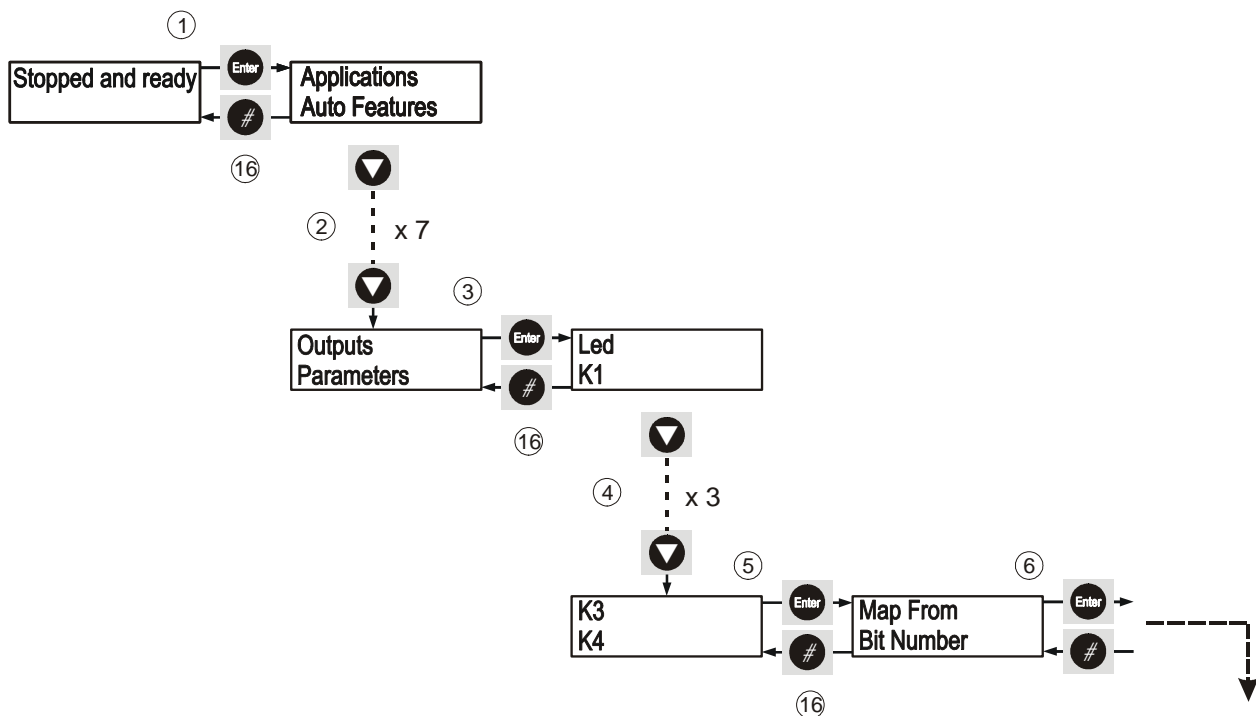 1
Stopped and ready
Enter
Applications
Auto Features
#
16
2
x 7
3
Outputs
Parameters
Enter
Led
K1
#
16
4
x 3
5
6
K3
K4
Enter
Map From
Bit Number
Enter
#
#
16